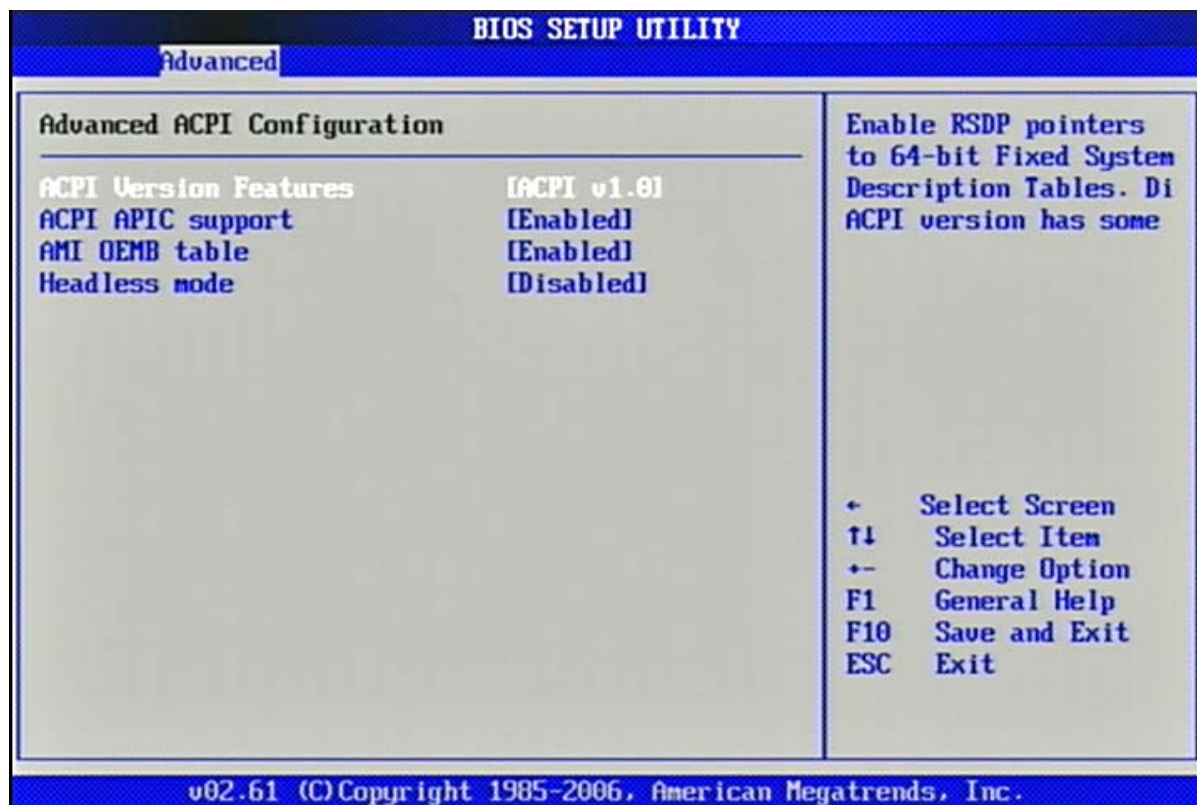 BIOS SETUP UTILITY
Advanced
Advanced ACPI Configuration
ACPI Version Features [ACPI v1.0]
ACPI APIC support [Enabled]
AMI OEMB table [Enabled]
Headless mode [Disabled]
Enable RSDP pointers
to 64-bit Fixed System
Description Tables. Di
ACPI version has some
← Select Screen
↑↓ Select Item
+- Change Option
F1 General Help
F10 Save and Exit
ESC Exit
v02.61 (C)Copyright 1985-2006, American Megatrends, Inc.